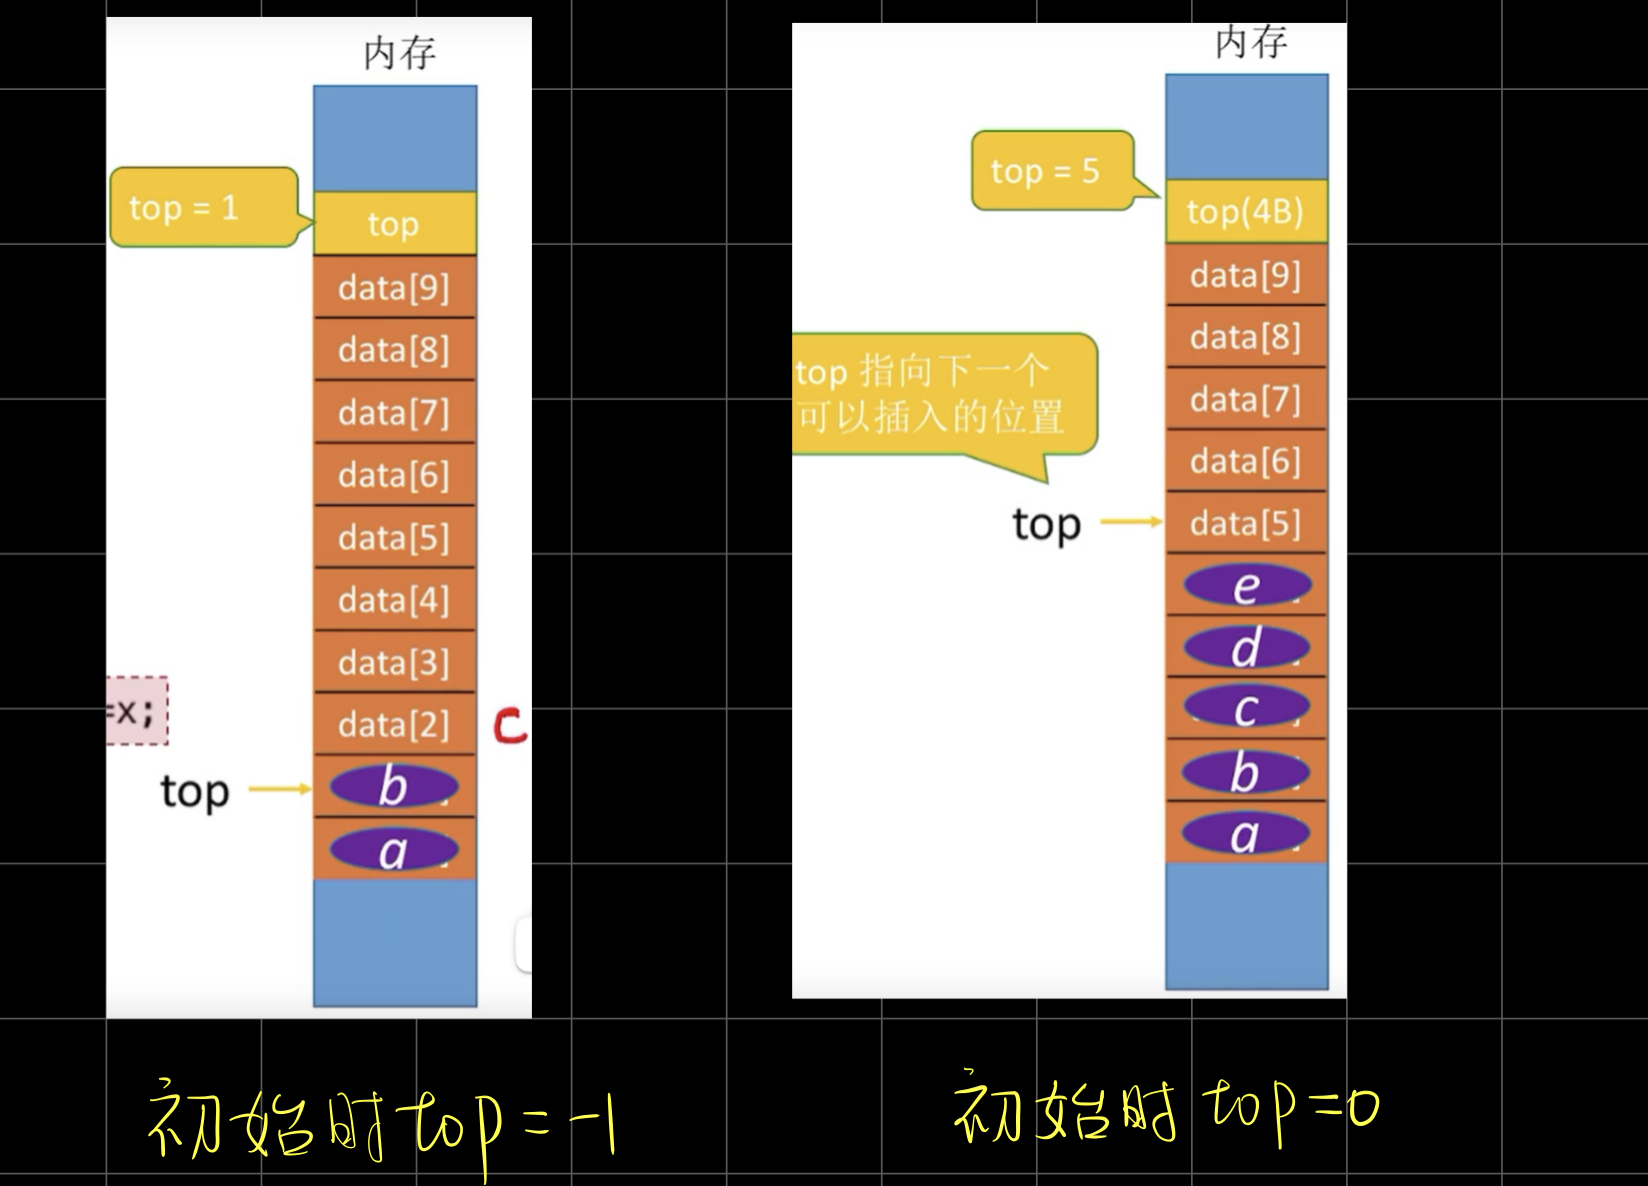 内存
top = 1
top
data[9]
data[8]
data[7]
data[6]
data[5]
data[4]
data[3]
data[2]
c
=x;
top
b
a
初始时top=-1
内存
top = 5
top(4B)
data[9]
data[8]
data[7]
data[6]
top 指向下一个
可以插入的位置
top
data[5]
e
d
c
b
a
初始时top=0